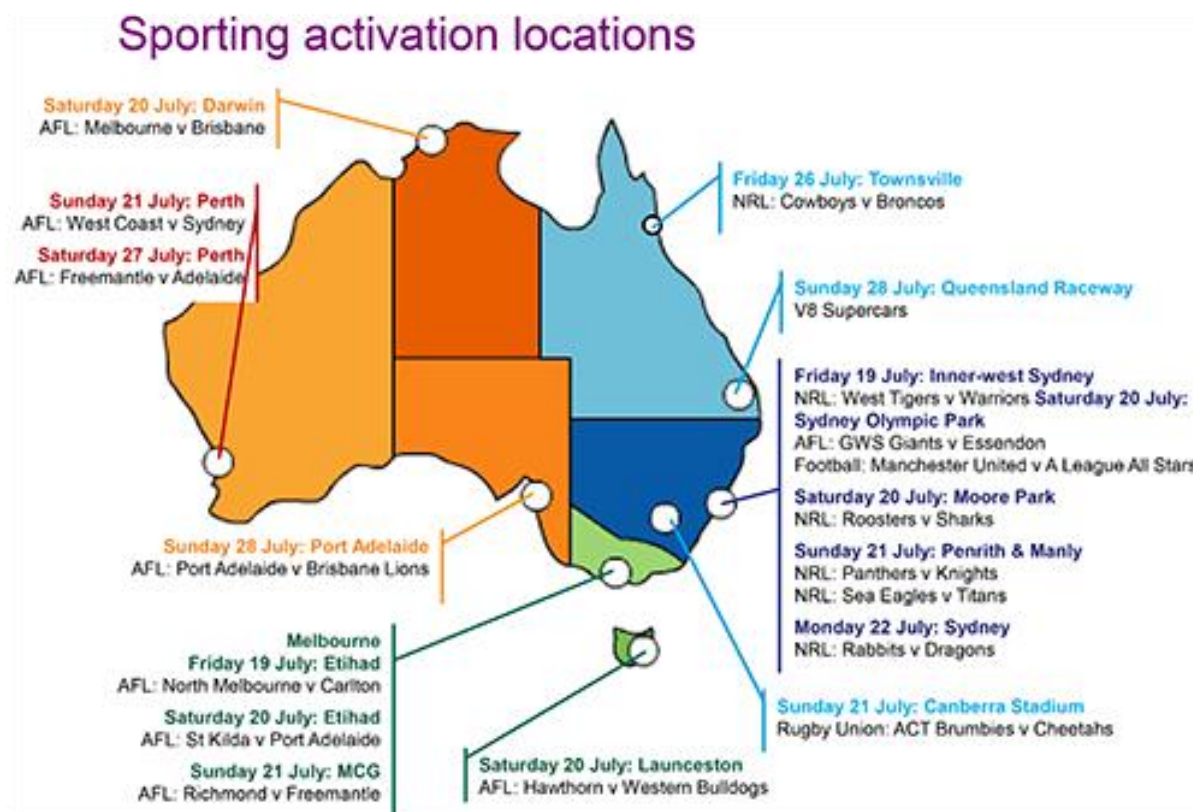 Sporting activation locations
Saturday 20 July: Darwin
AFL: Melbourne v Brisbane
Sunday 21 July: Perth
AFL: West Coast v Sydney
Saturday 27 July: Perth
AFL: Freemantle v Adelaide
Friday 26 July: Townsville
NRL: Cowboys v Broncos
Sunday 28 July: Queensland Raceway
V8 Supercars
Friday 19 July: Inner-west Sydney
NRL: West Tigers v Warriors Saturday 20 July:
Sydney Olympic Park
AFL: GWS Giants v Essendon
Football: Manchester United v A League All Stars
Saturday 20 July: Moore Park
NRL: Roosters v Sharks
Sunday 21 July: Penrith & Manly
NRL: Panthers v Knights
NRL: Sea Eagles v Titans
Monday 22 July: Sydney
NRL: Rabbits v Dragons
Sunday 28 July: Port Adelaide
AFL: Port Adelaide v Brisbane Lions
Melbourne
Friday 19 July: Etihad
AFL: North Melbourne v Carlton
Saturday 20 July: Etihad
AFL: St Kilda v Port Adelaide
Sunday 21 July: MCG
AFL: Richmond v Freemantle
Saturday 20 July: Launceston
AFL: Hawthorn v Western Bulldogs
Sunday 21 July: Canberra Stadium
Rugby Union: ACT Brumbies v Cheetahs